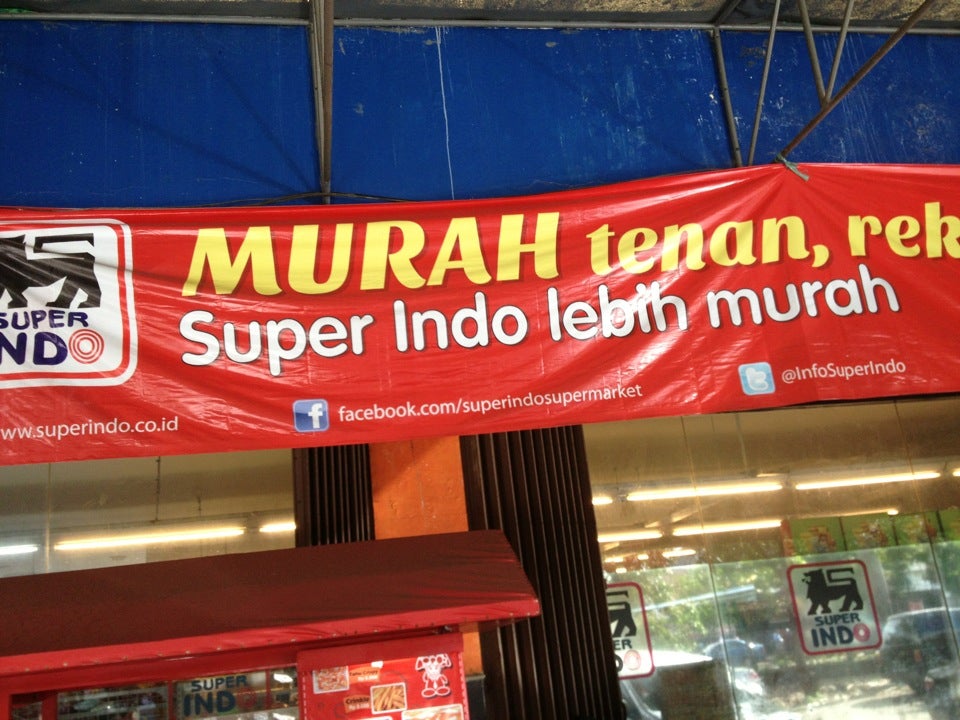 MURAH tenan, rek
Super Indo lebih murah
SUPER
INDO
www.superindo.co.id
facebook.com/superindosupermarket
@InfoSuperIndo
SUPER
INDO
SUPER
INDO